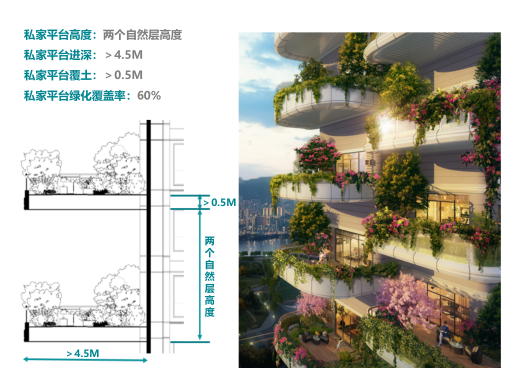 私家平台高度：两个自然层高度
私家平台进深：＞4.5M
私家平台覆土：＞0.5M
私家平台绿化覆盖率：60%
＞0.5M
两个自然层高度
＞4.5M